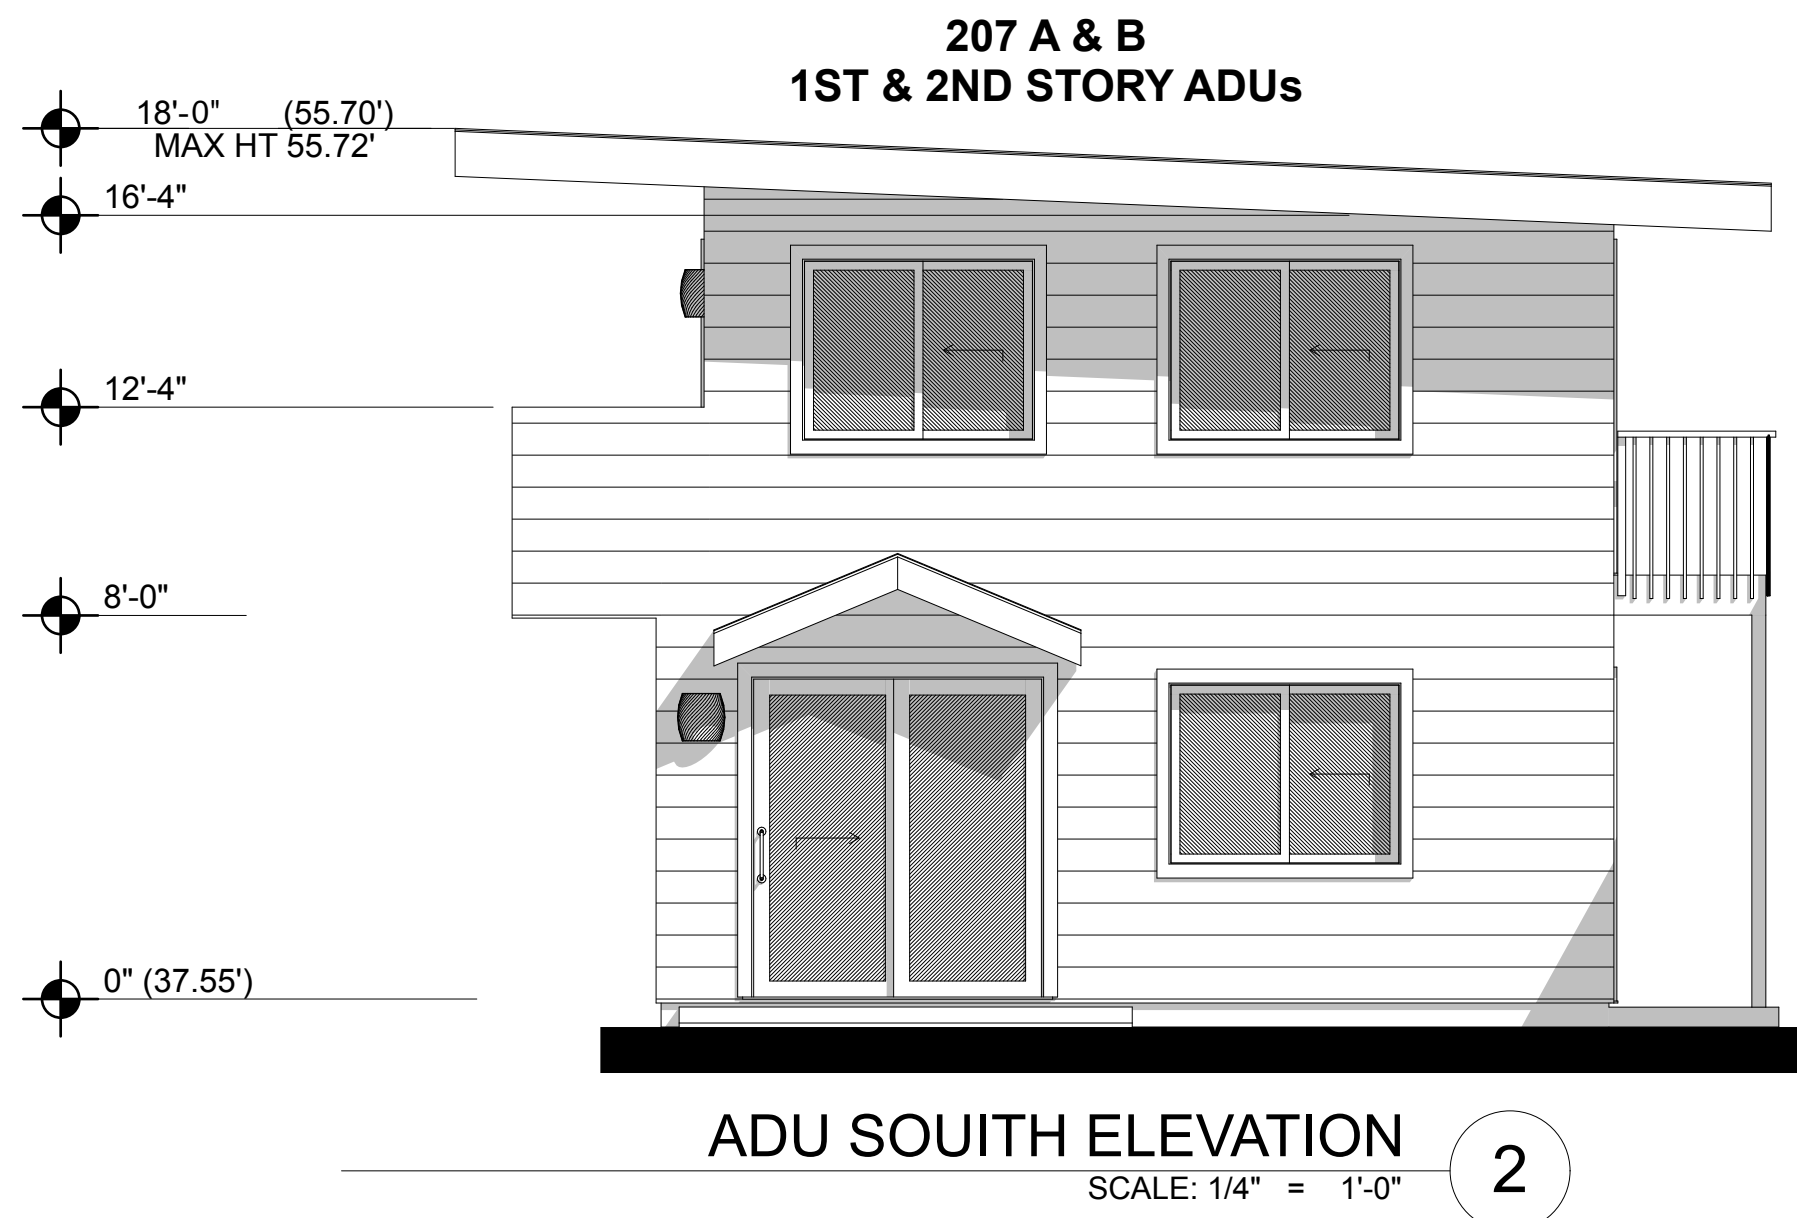 207 A & B
1ST & 2ND STORY ADUs
18'-0" (55.70')
MAX HT 55.72'
16'-4"
12'-4"
8'-0"
0" (37.55')
ADU SOUITH ELEVATION
2
SCALE: 1/4" = 1'-0"